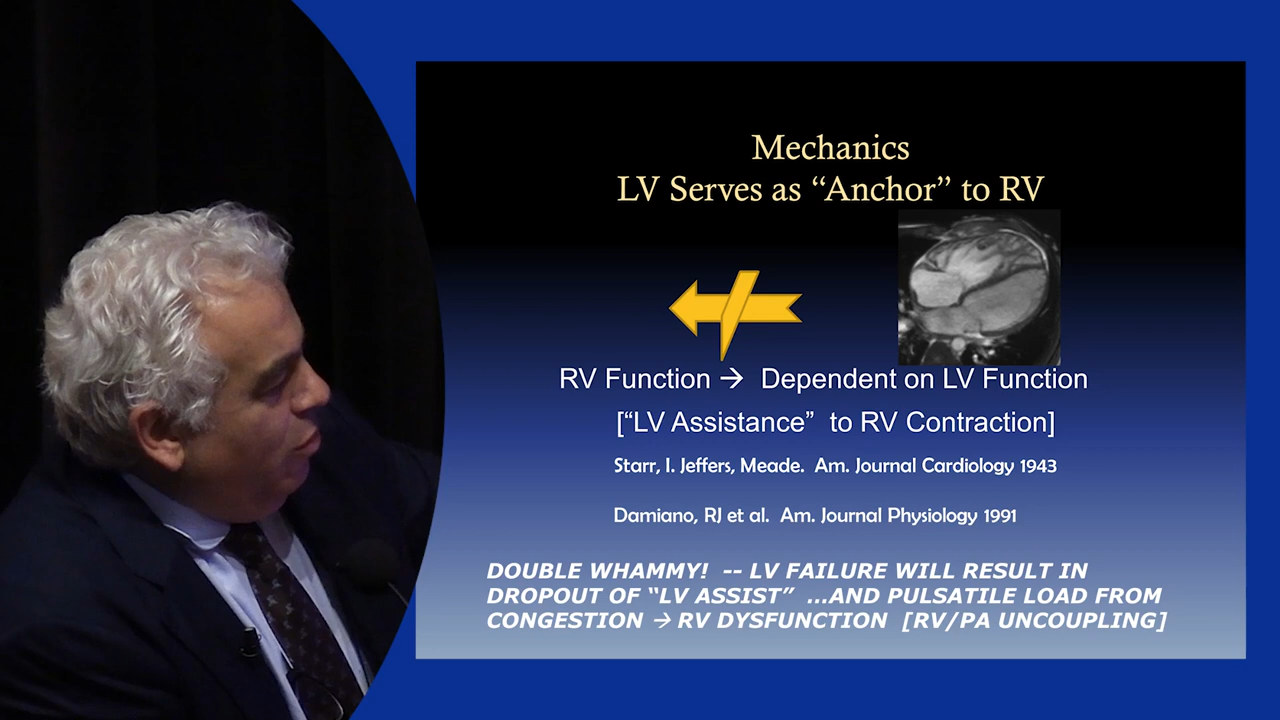 Mechanics
LV Serves as “Anchor” to RV
RV Function → Dependent on LV Function
[“LV Assistance” to RV Contraction]
Starr, I. Jeffers, Meade. Am. Journal Cardiology 1943
Damiano, RJ et al. Am. Journal Physiology 1991
DOUBLE WHAMMY! -- LV FAILURE WILL RESULT IN
DROPOUT OF “LV ASSIST” ...AND PULSATILE LOAD FROM
CONGESTION → RV DYSFUNCTION [RV/PA UNCOUPLING]